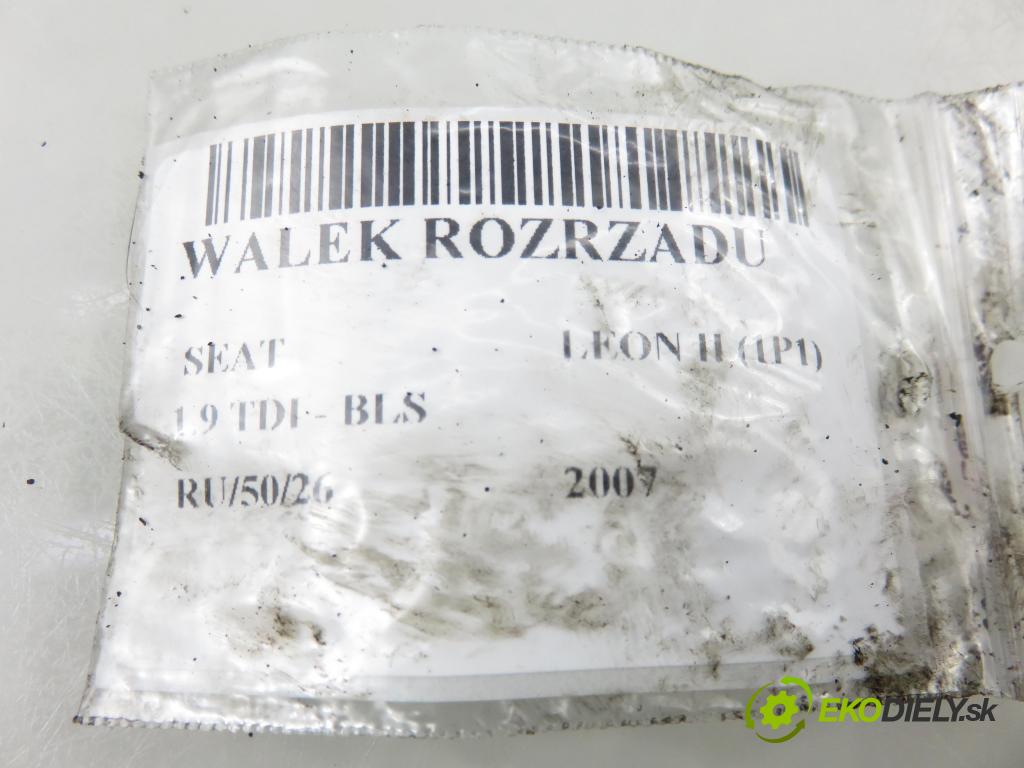 WALEK ROZRZADU
SEAT LEON II (1P1)
1.9 TDI - BLS
RU/50/26 2007
EKODIELY.sk